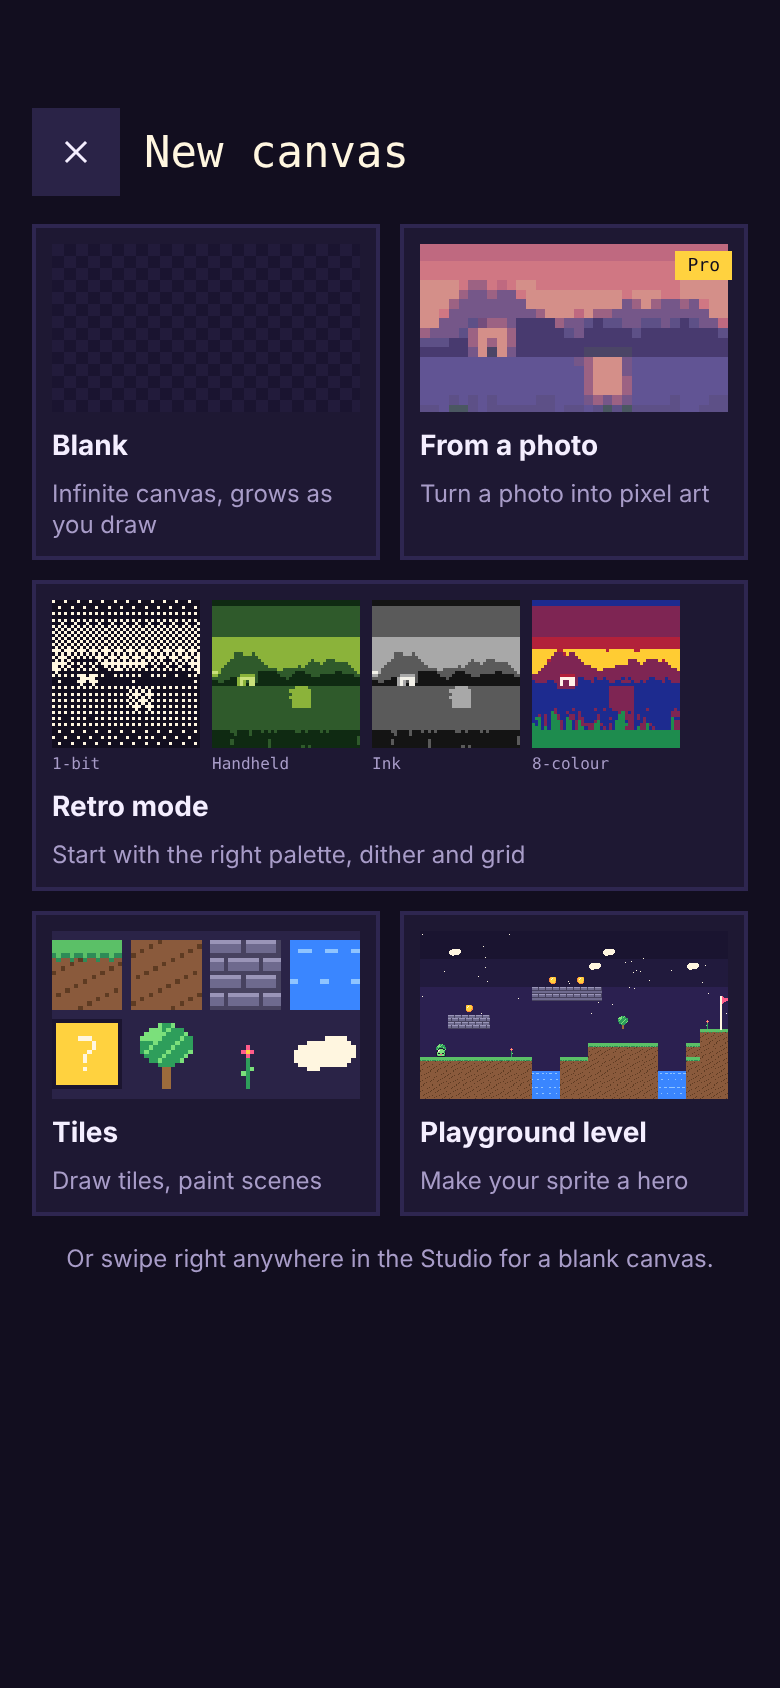 New canvas
Pro
Blank
Infinite canvas, grows as
you draw
From a photo
Turn a photo into pixel art
1-bit
Handheld
Ink
8-colour
Retro mode
Start with the right palette, dither and grid
?
Tiles
Draw tiles, paint scenes
Playground level
Make your sprite a hero
Or swipe right anywhere in the Studio for a blank canvas.